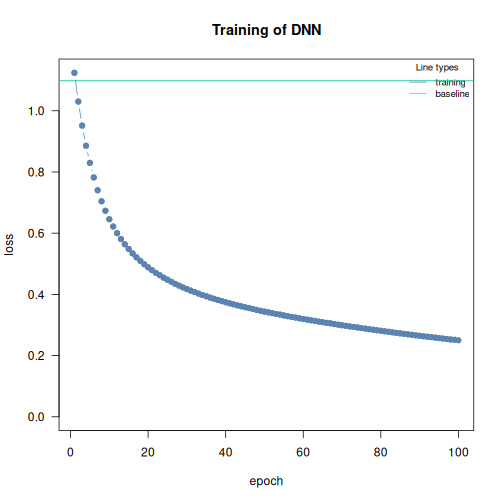 Training of DNN
Line types
training
baseline
loss
1.0
0.8
0.6
0.4
0.2
0.0
0 20 40 60 80 100
epoch